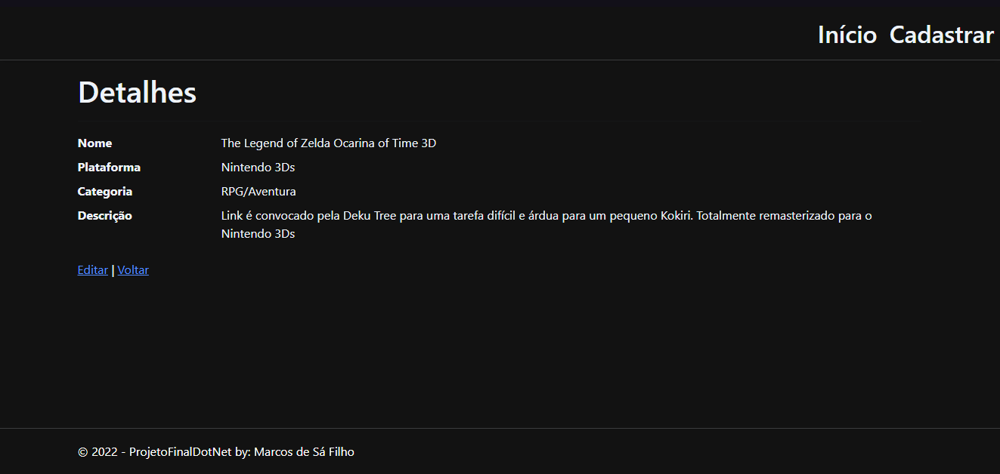 Início Cadastrar
Detalhes
Nome The Legend of Zelda Ocarina of Time 3D
Plataforma Nintendo 3Ds
Categoria RPG/Aventura
Descrição Link é convocado pela Deku Tree para uma tarefa difícil e árdua para um pequeno Kokiri. Totalmente remasterizado para o
Nintendo 3Ds
Editar | Voltar
© 2022 - ProjetoFinalDotNet by: Marcos de Sá Filho